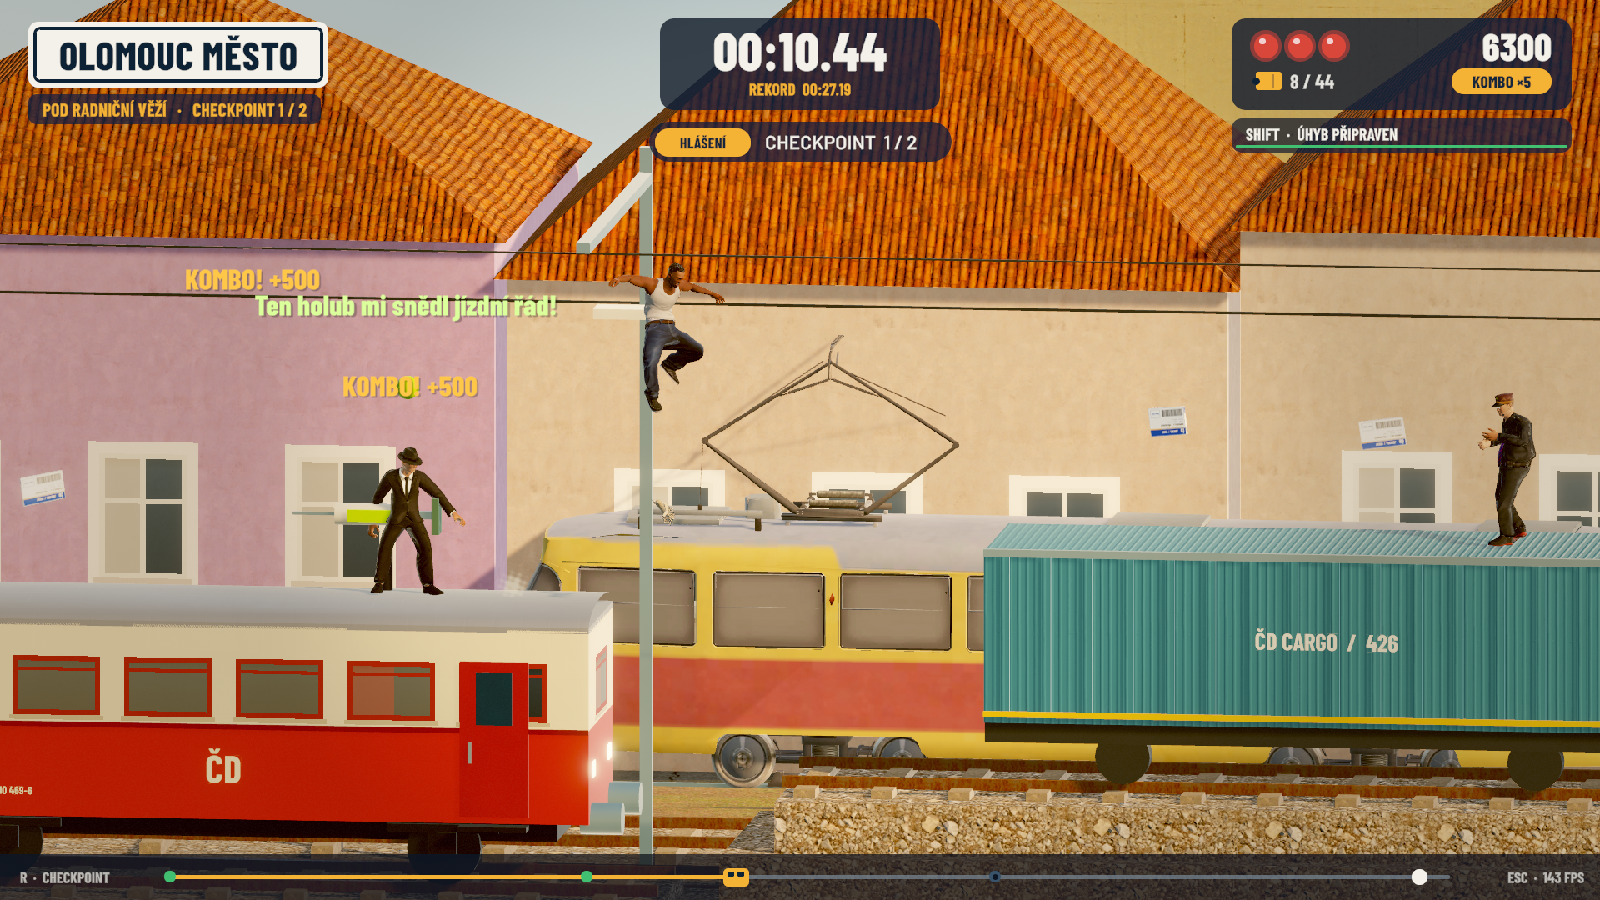 OLOMOUC MĚSTO
POD RADNIČNÍ VĚŽÍ · CHECKPOINT 1 / 2
00:10.44
REKORD 00:27.19
HLÁŠENÍ CHECKPOINT 1 / 2
6300
8 / 44
KOMBO ×5
SHIFT · ÚHYB PŘIPRAVEN
KOMBO! +500
Ten holub mi snědl jízdní řád!
KOMBO! +500
ČD CARGO / 426
ČD
R · CHECKPOINT
ESC · 143 FPS